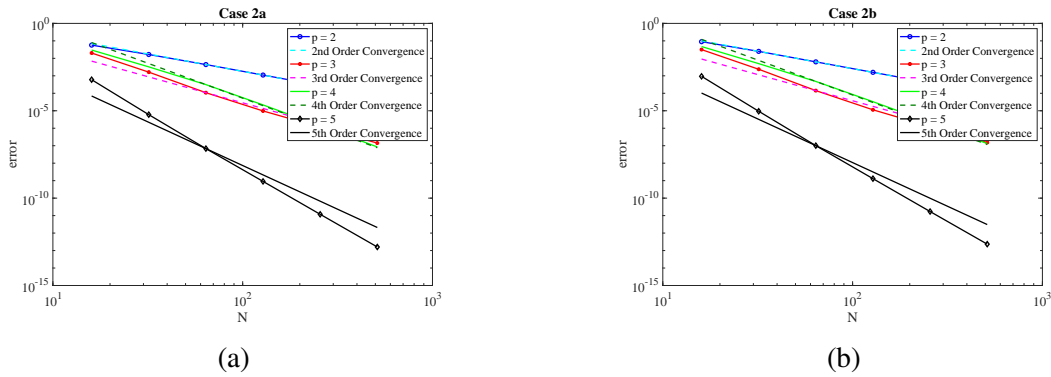 Case 2a
10^0
10^-5
10^-10
10^-15
error
10^1
10^2
10^3
N
p = 2
2nd Order Convergence
p = 3
3rd Order Convergence
p = 4
4th Order Convergence
p = 5
5th Order Convergence
(a)
Case 2b
10^0
10^-5
10^-10
10^-15
error
10^1
10^2
10^3
N
p = 2
2nd Order Convergence
p = 3
3rd Order Convergence
p = 4
4th Order Convergence
p = 5
5th Order Convergence
(b)